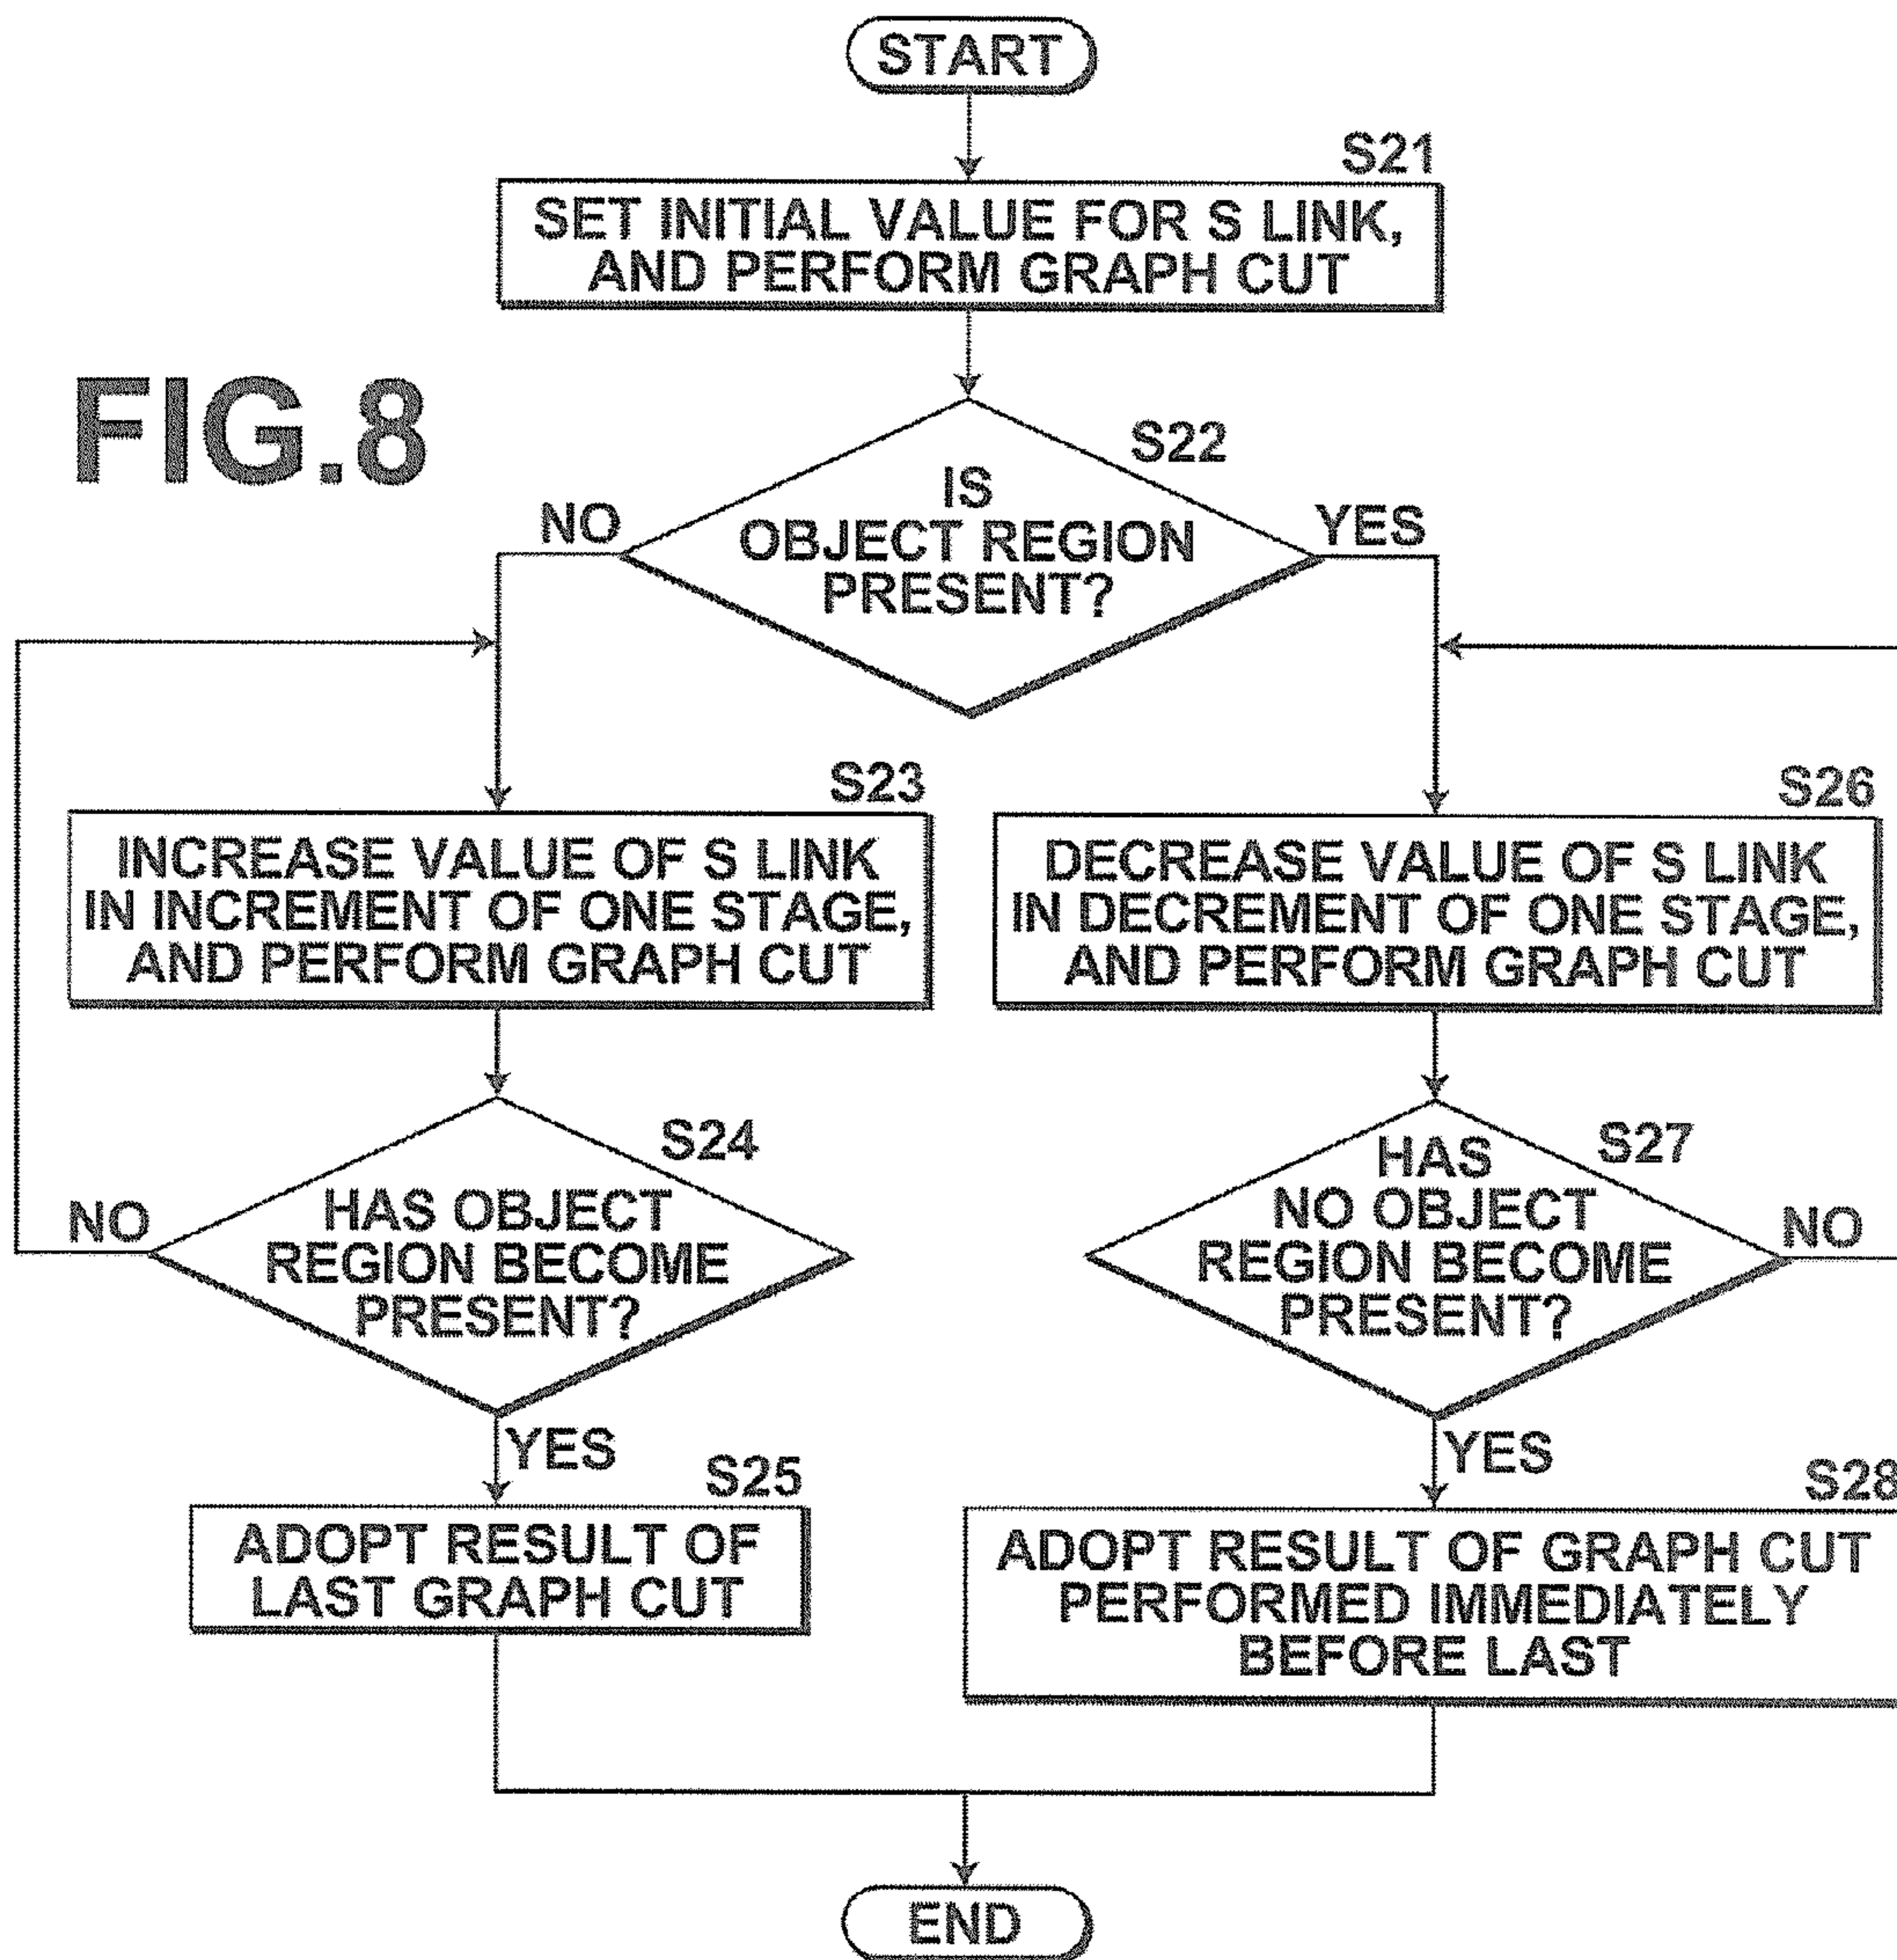 START
S21
SET INITIAL VALUE FOR S LINK,
AND PERFORM GRAPH CUT
FIG.8
S22
IS
OBJECT REGION
PRESENT?
NO
YES
S23
INCREASE VALUE OF S LINK
IN INCREMENT OF ONE STAGE,
AND PERFORM GRAPH CUT
S26
DECREASE VALUE OF S LINK
IN DECREMENT OF ONE STAGE,
AND PERFORM GRAPH CUT
S24
HAS OBJECT
REGION BECOME
PRESENT?
NO
YES
S27
HAS
NO OBJECT
REGION BECOME
PRESENT?
NO
YES
S25
ADOPT RESULT OF
LAST GRAPH CUT
S28
ADOPT RESULT OF GRAPH CUT
PERFORMED IMMEDIATELY
BEFORE LAST
END